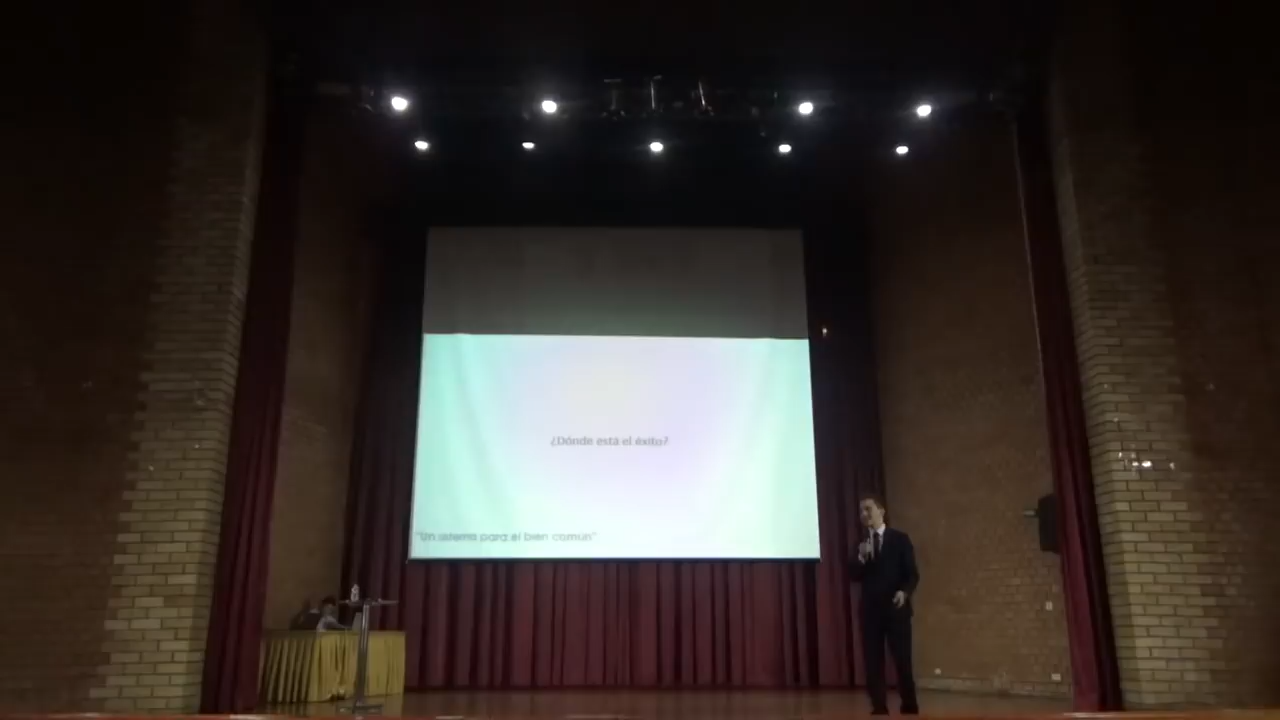 ¿Dónde está el éxito?
"Un sistema para el bien común"